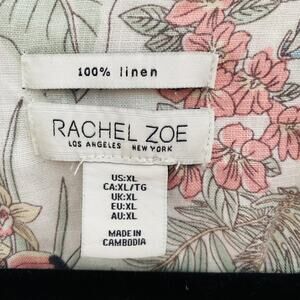 100% linen
RACHEL ZOE
LOS ANGELES NEW YORK
US:XL
CA:XL/TG
UK:XL
EU:XL
AU:XL
MADE IN
CAMBODIA